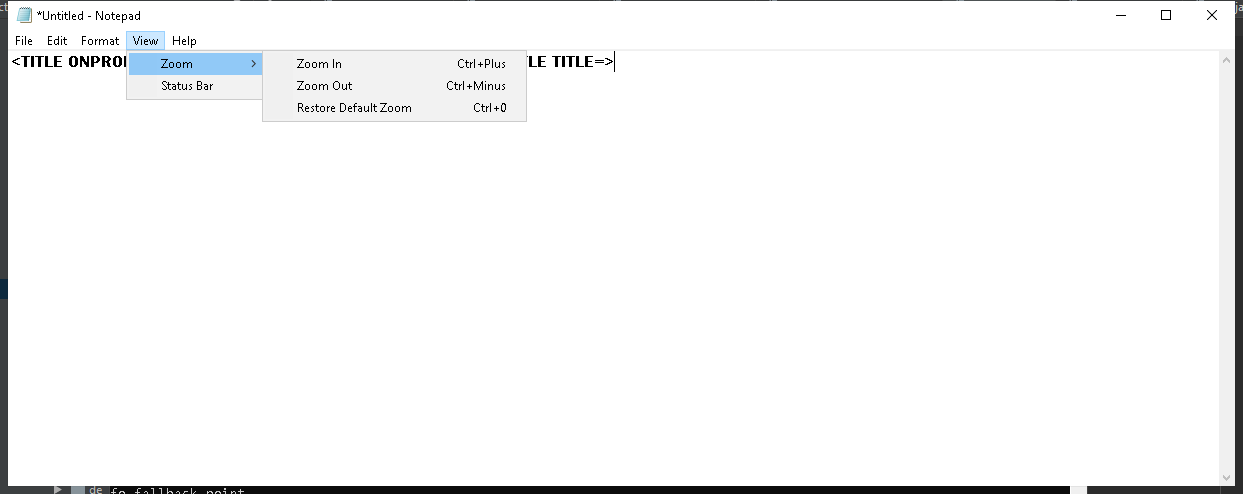 *Untitled - Notepad
File Edit Format View Help
<TITLE ONPRO LE TITLE=>
Zoom
Status Bar
Zoom In Ctrl+Plus
Zoom Out Ctrl+Minus
Restore Default Zoom Ctrl+0
de fo fallback point